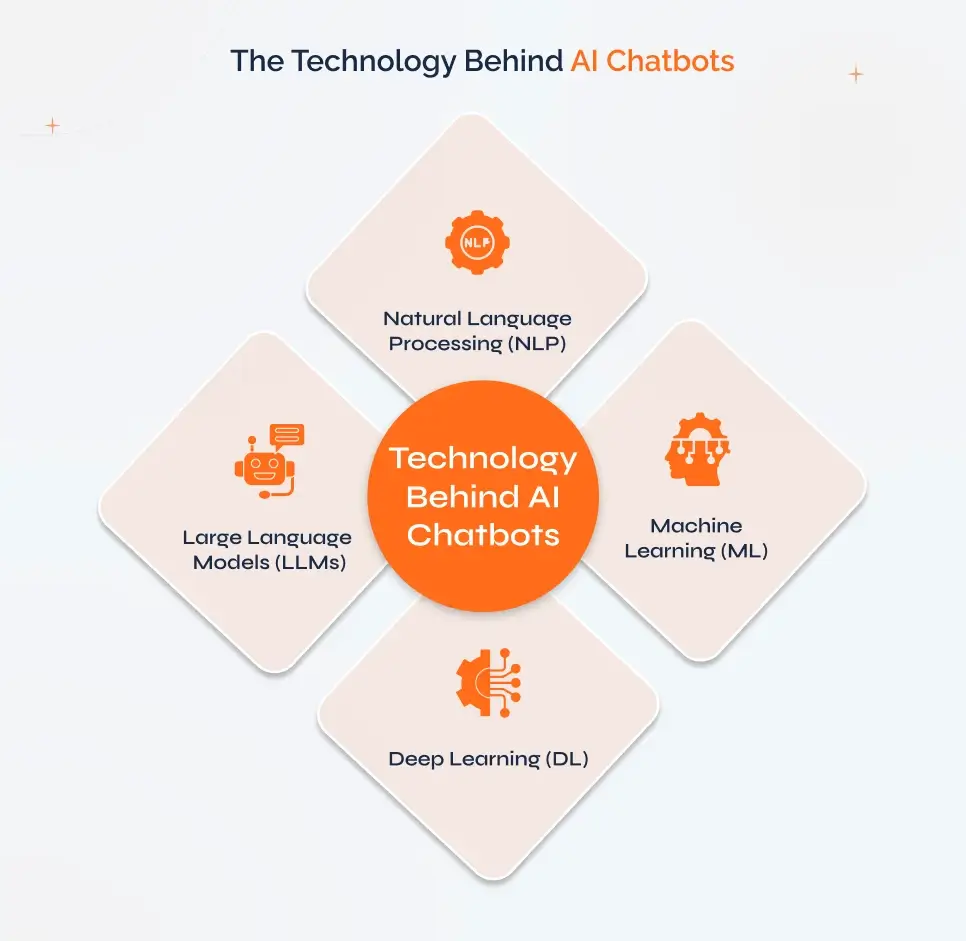 The Technology Behind AI Chatbots
NLP
Natural Language
Processing (NLP)
Large Language
Models (LLMs)
Technology
Behind AI
Chatbots
Machine
Learning (ML)
Deep Learning (DL)